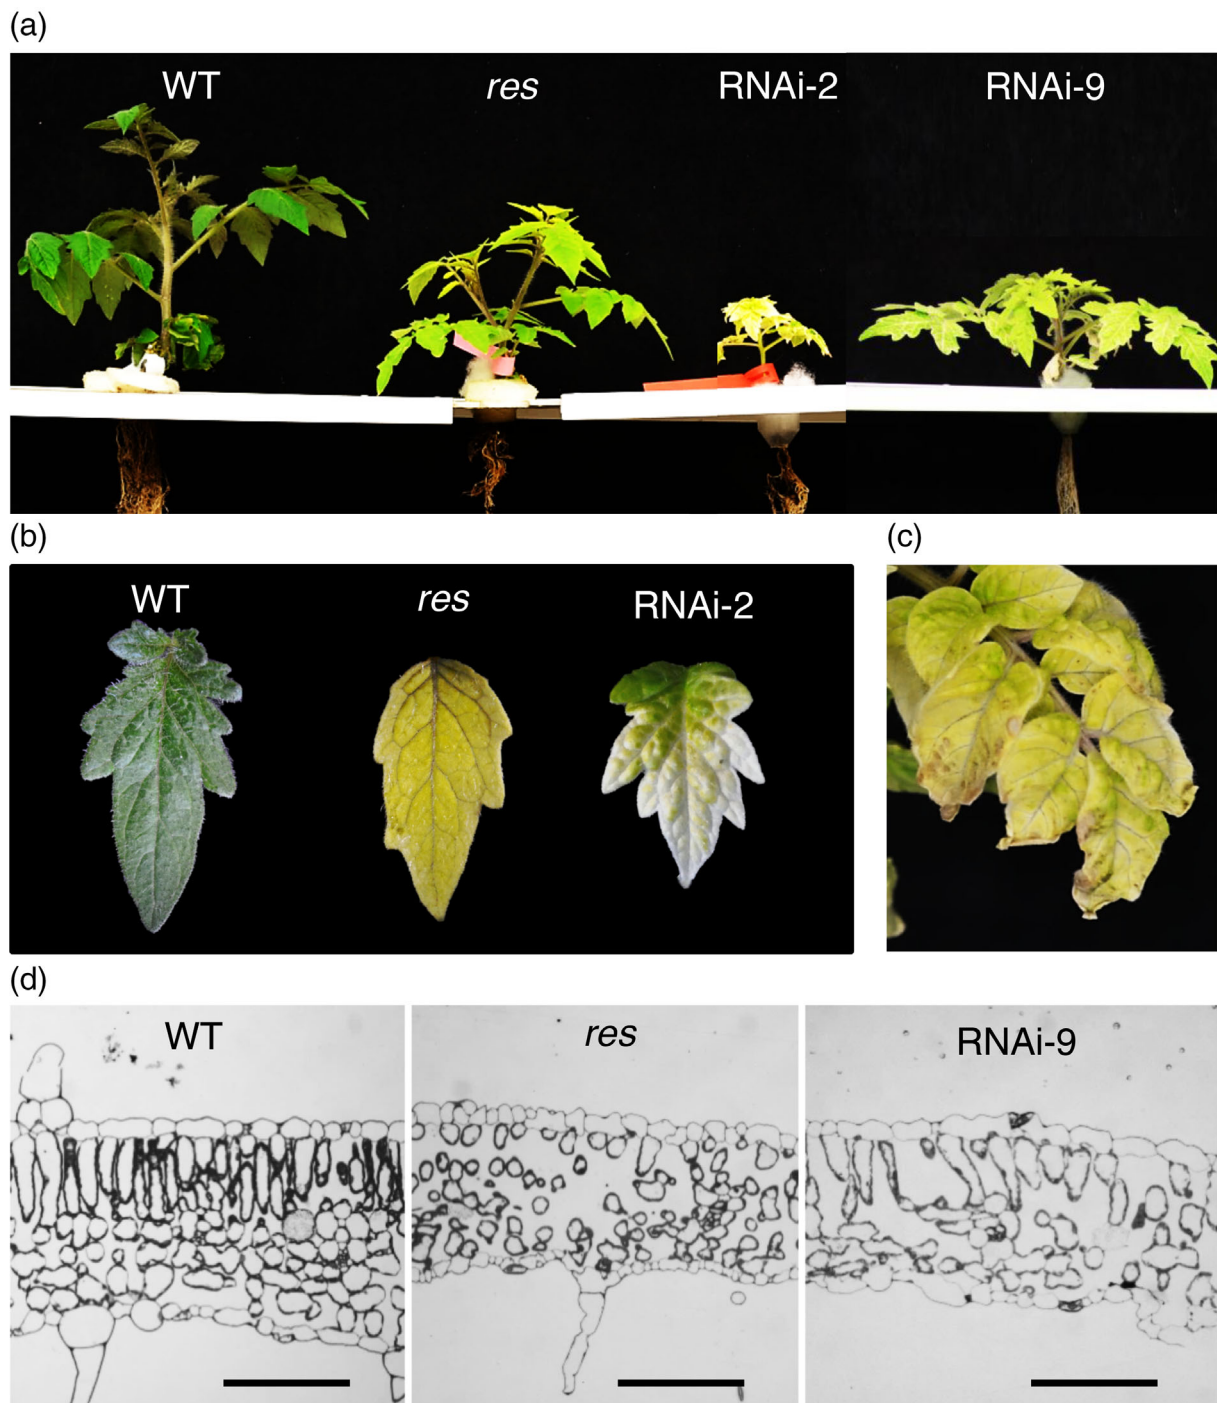 (a)
WT res RNAi-2 RNAi-9
(b)
(c)
WT res RNAi-2
(d)
WT res RNAi-9